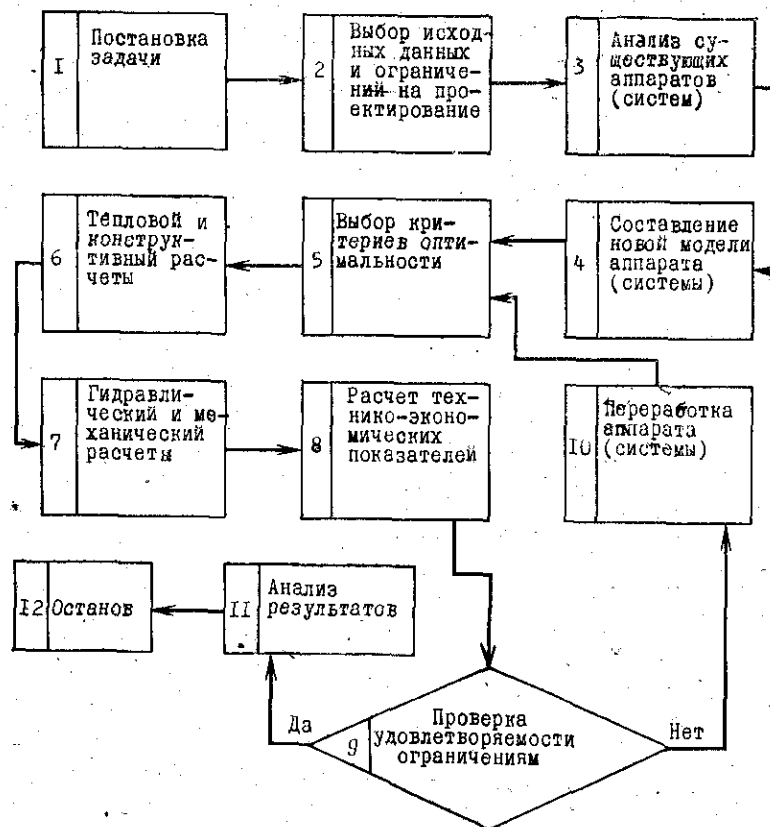 1
Постановка
задачи
2
Выбор исход-
ных данных
и ограниче-
ний на про-
ектирование
3
Анализ су-
ществующих
аппаратов
(систем)
4
Составление
новой модели
аппарата
(системы)
5
Выбор кри-
териев опти-
мальности
6
Тепловой и
конструк-
тивный рас-
четы
7
Гидравли-
ческий и ме-
ханический
расчеты
8
Расчет тех-
нико-эконо-
мических
показателей
9
Проверка
удовлетворяемости
ограничениям
Да
Нет
10
Переработка
аппарата
(системы)
11
Анализ
результатов
12
Останов